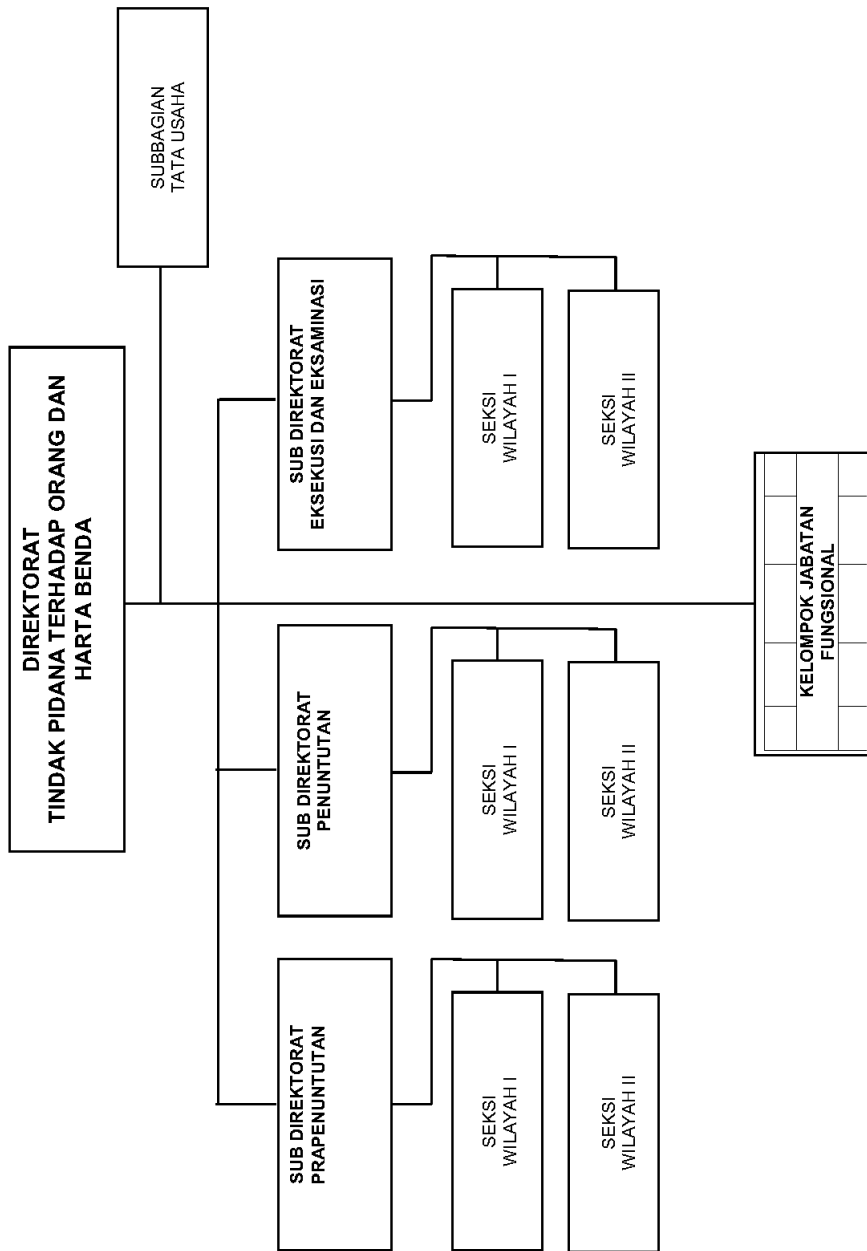 DIREKTORAT
TINDAK PIDANA TERHADAP ORANG DAN
HARTA BENDA
SUBBAGIAN
TATA USAHA
SUB DIREKTORAT
PRAPENUNTUTAN
SUB DIREKTORAT
PENUNTUTAN
SUB DIREKTORAT
EKSEKUSI DAN EKSAMINASI
SEKSI
WILAYAH I
SEKSI
WILAYAH I
SEKSI
WILAYAH I
SEKSI
WILAYAH II
SEKSI
WILAYAH II
SEKSI
WILAYAH II
KELOMPOK JABATAN
FUNGSIONAL